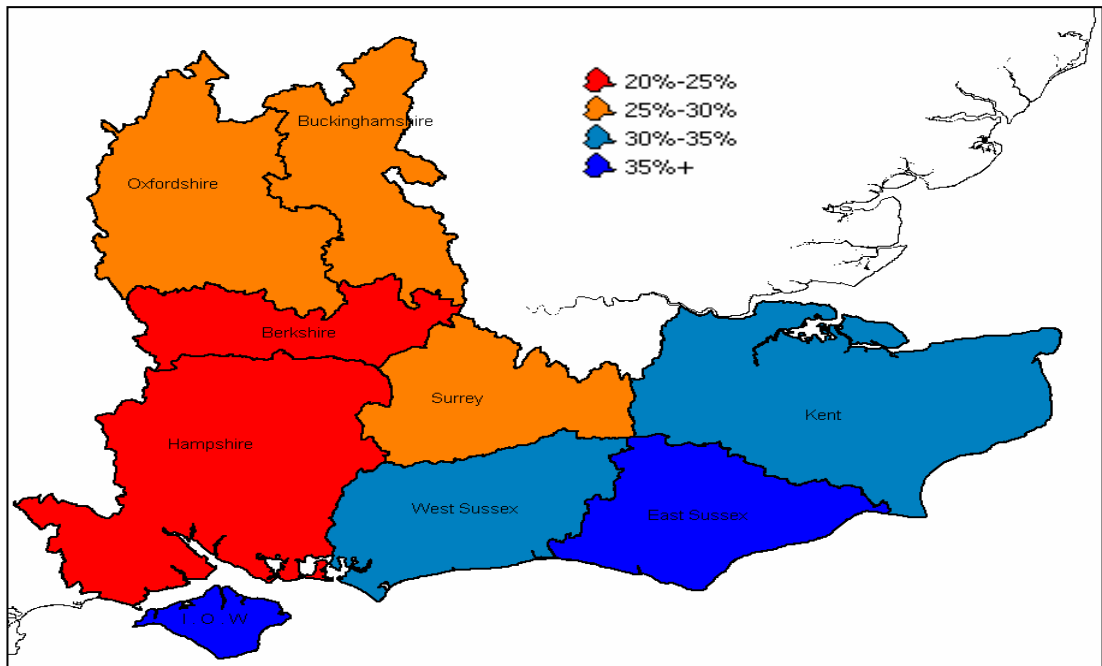 20%-25%
25%-30%
30%-35%
35%+
Buckinghamshire
Oxfordshire
Berkshire
Surrey
Kent
Hampshire
West Sussex
East Sussex
I O W